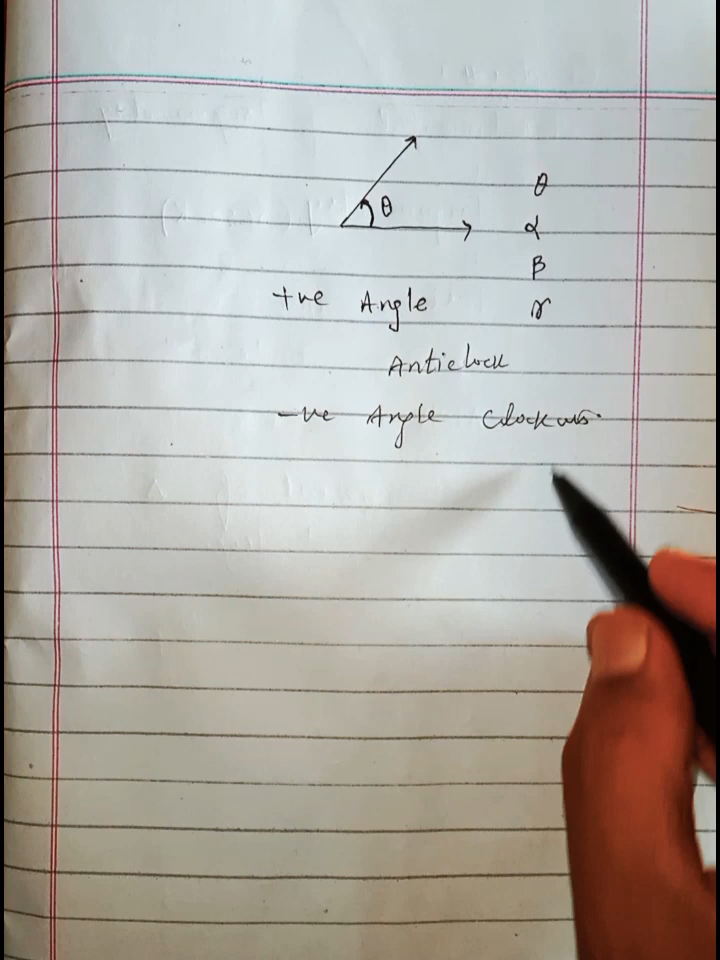 θ
θ
α
β
+ve Angle γ
Anticlock
-ve Angle Clockwis.